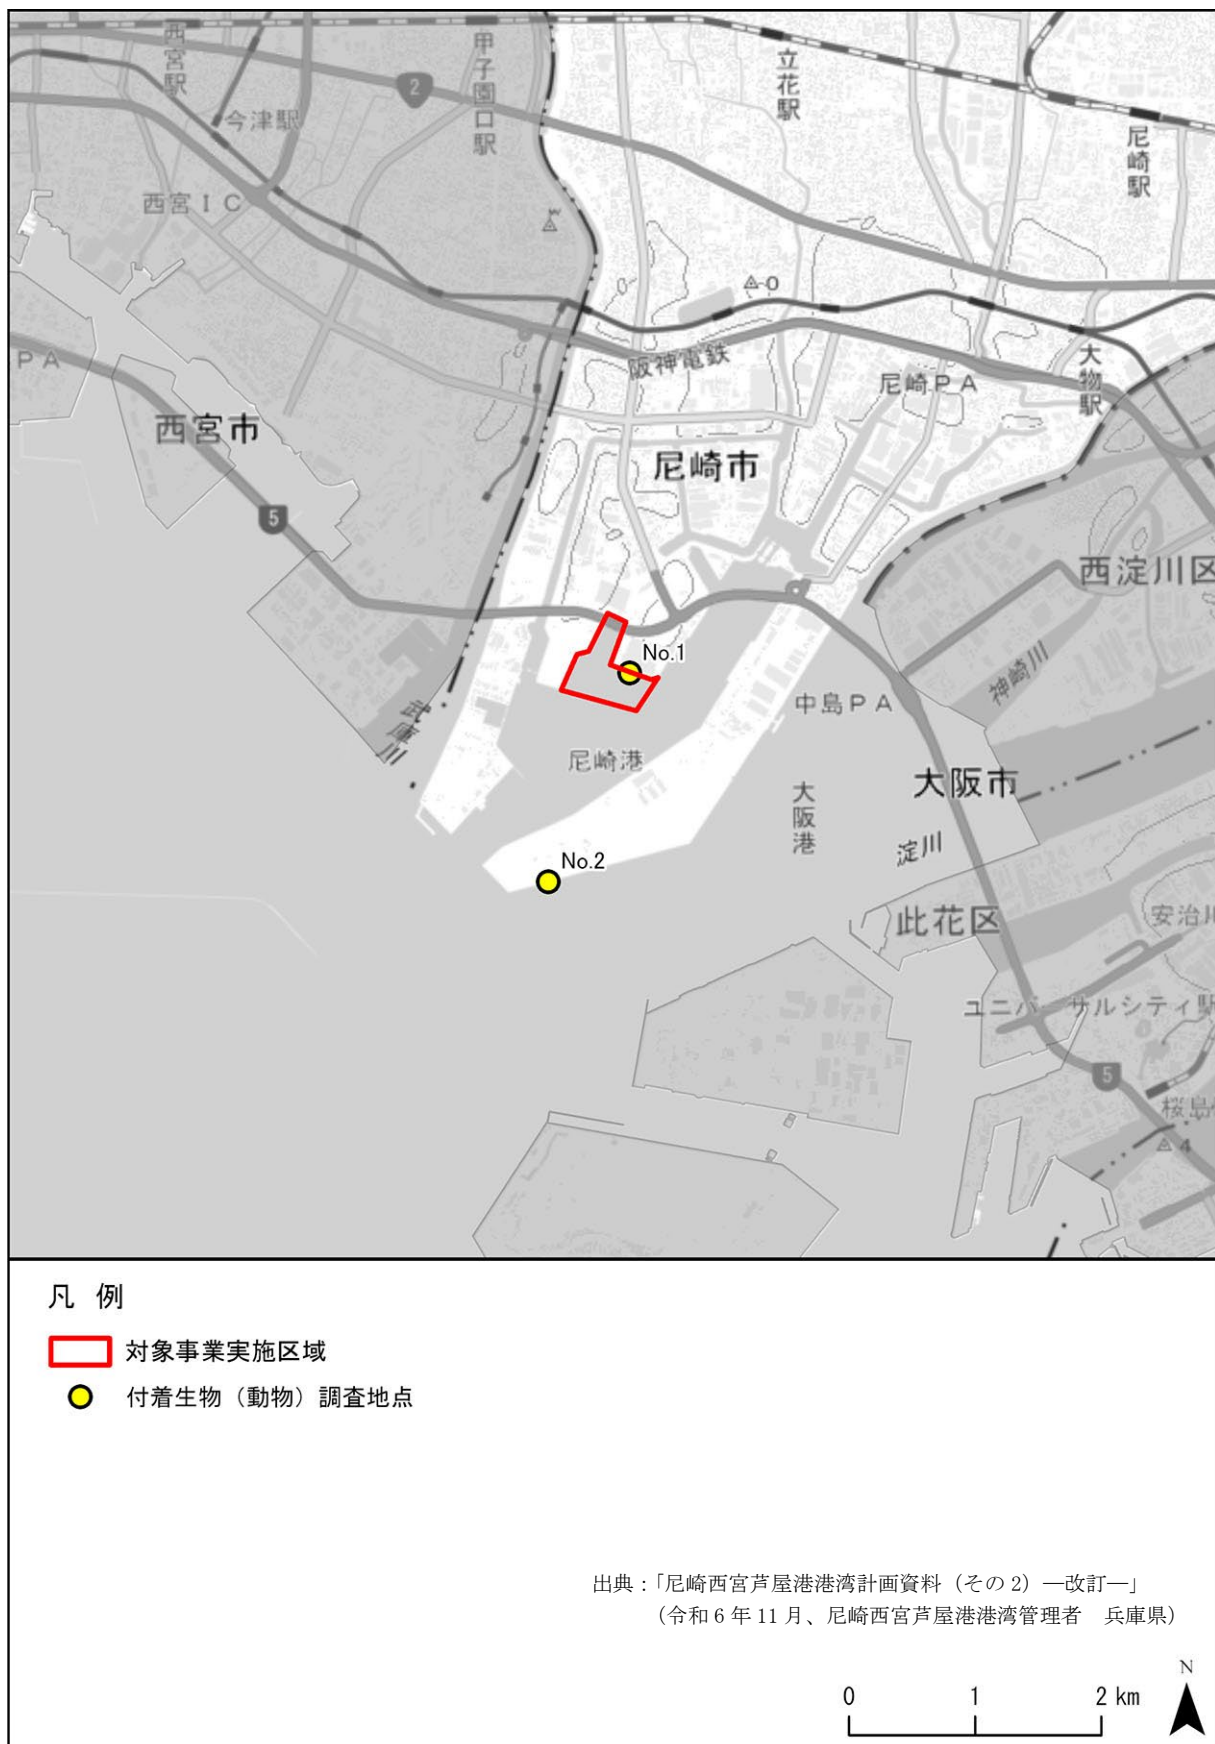 西宮駅
甲子園口駅
立花駅
2
今津駅
尼崎駅
西宮IC
0
阪神電鉄
大物駅
PA
尼崎PA
西宮市
尼崎市
5
西淀川区
No.1
神崎川
武庫川
中島PA
尼崎港
大阪市
大阪港
淀川
No.2
此花区
安治川
ユニバーサルシティ駅
5
桜島
4
凡 例
対象事業実施区域
付着生物（動物）調査地点
出典：「尼崎西宮芦屋港港湾計画資料（その2）―改訂―」
（令和6年11月、尼崎西宮芦屋港港湾管理者　兵庫県）
N
0 1 2 km